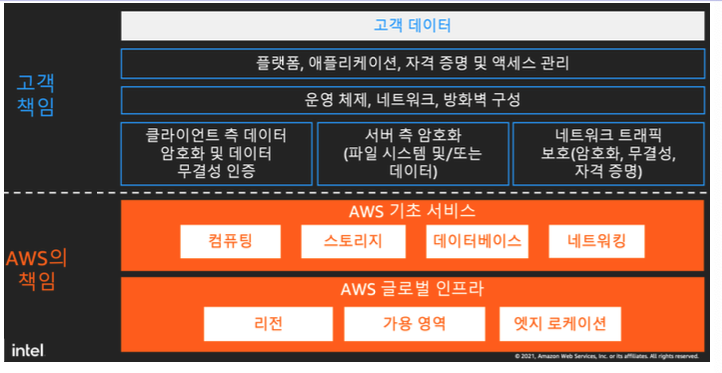 고객 데이터
고객
책임
플랫폼, 애플리케이션, 자격 증명 및 액세스 관리
운영 체제, 네트워크, 방화벽 구성
클라이언트 측 데이터
암호화 및 데이터
무결성 인증
서버 측 암호화
(파일 시스템 및/또는
데이터)
네트워크 트래픽
보호(암호화, 무결성,
자격 증명)
AWS의
책임
AWS 기초 서비스
컴퓨팅
스토리지
데이터베이스
네트워킹
AWS 글로벌 인프라
리전
가용 영역
엣지 로케이션
intel
© 2021, Amazon Web Services, Inc. or its affiliates. All rights reserved.